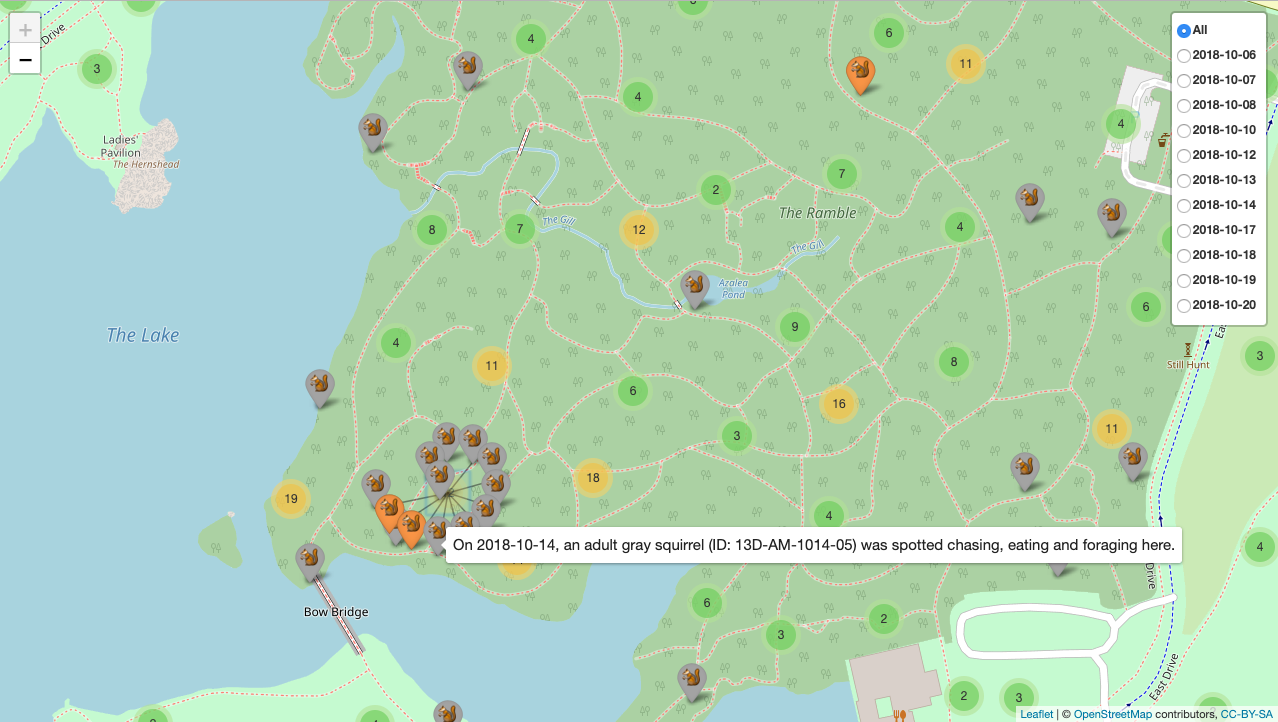 +
−
Drive
3
4
4
6
11
Ladies'
Pavilion
The Hernshead
4
7
2
The Ramble
8
7
The Gill
12
The Gill
4
Azalea
Pond
6
The Lake
9
4
11
6
8
16
Still Hunt
3
3
11
18
19
4
On 2018-10-14, an adult gray squirrel (ID: 13D-AM-1014-05) was spotted chasing, eating and foraging here.
4
Drive
Bow Bridge
6
2
3
East Drive
2
3
All
2018-10-06
2018-10-07
2018-10-08
2018-10-10
2018-10-12
2018-10-13
2018-10-14
2018-10-17
2018-10-18
2018-10-19
2018-10-20
Leaflet | © OpenStreetMap contributors, CC-BY-SA